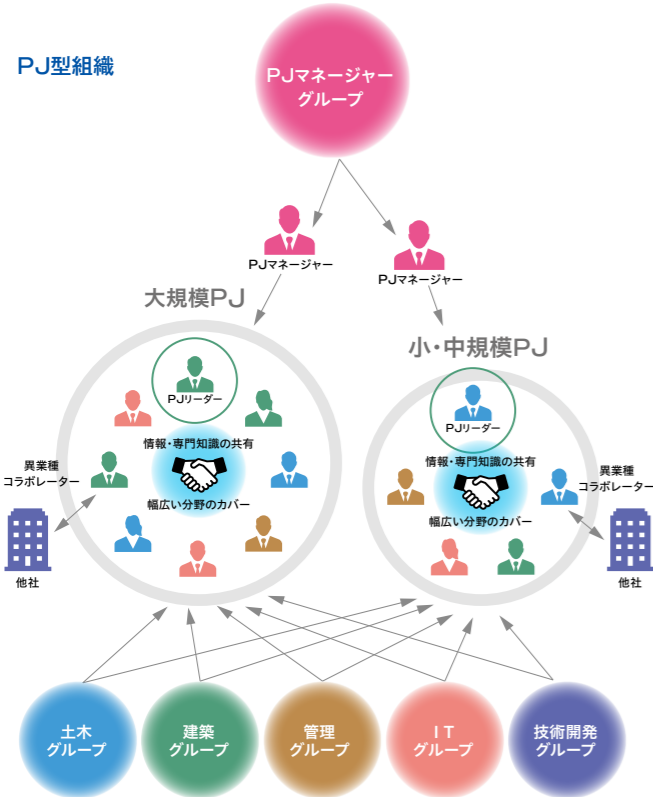 PJ型組織
PJマネージャー
グループ
PJマネージャー
PJマネージャー
大規模PJ
小・中規模PJ
PJリーダー
情報・専門知識の共有
幅広い分野のカバー
異業種
コラボレーター
他社
PJリーダー
情報・専門知識の共有
幅広い分野のカバー
異業種
コラボレーター
他社
土木
グループ
建築
グループ
管理
グループ
IT
グループ
技術開発
グループ